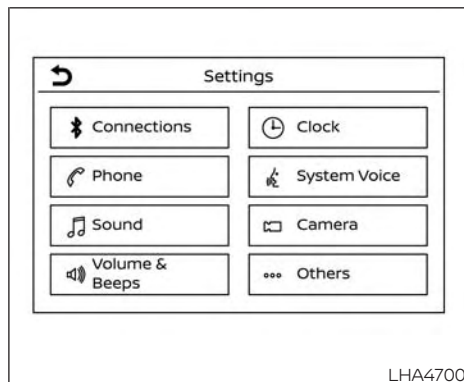 Settings
Connections
Clock
Phone
System Voice
Sound
Camera
Volume &
Beeps
Others
LHA4700